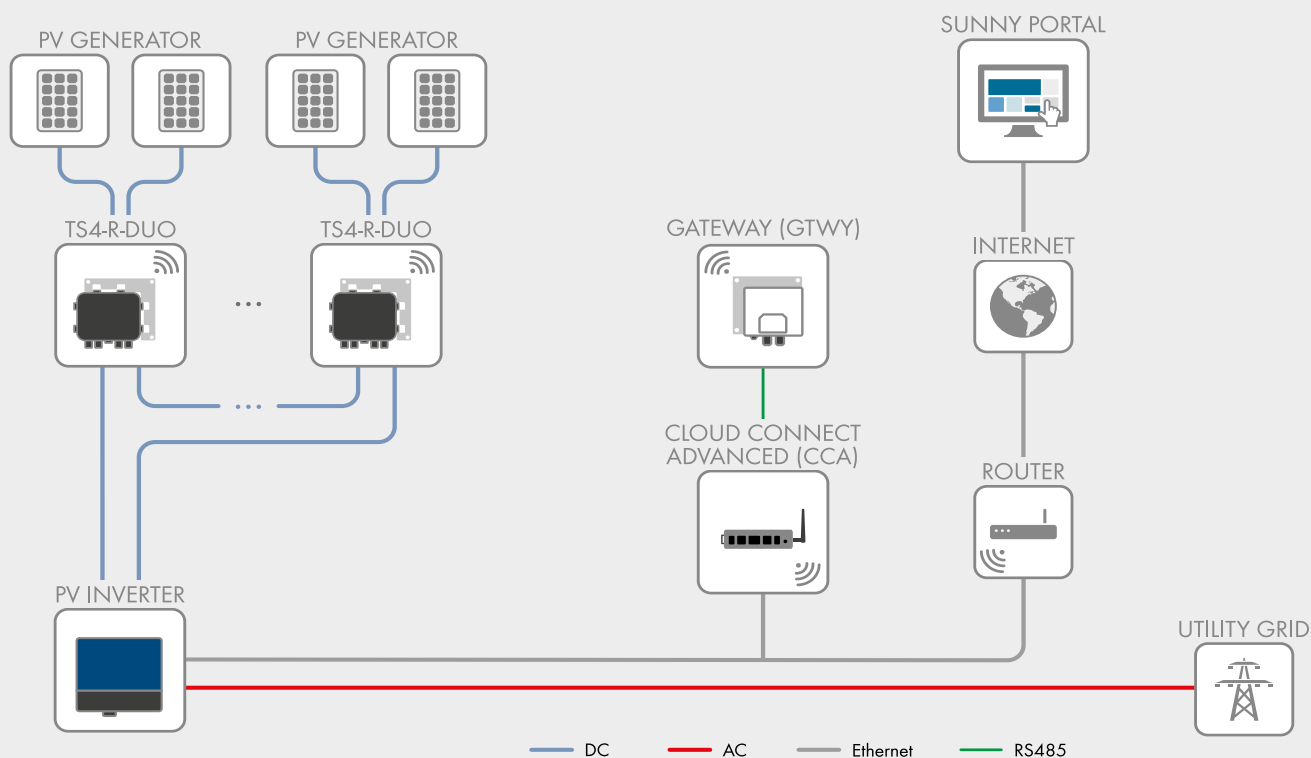 SUNNY PORTAL
PV GENERATOR
PV GENERATOR
TS4-R-DUO
TS4-R-DUO
GATEWAY (GTWY)
INTERNET
...
...
CLOUD CONNECT
ADVANCED (CCA)
ROUTER
PV INVERTER
UTILITY GRID
DC
AC
Ethernet
RS485